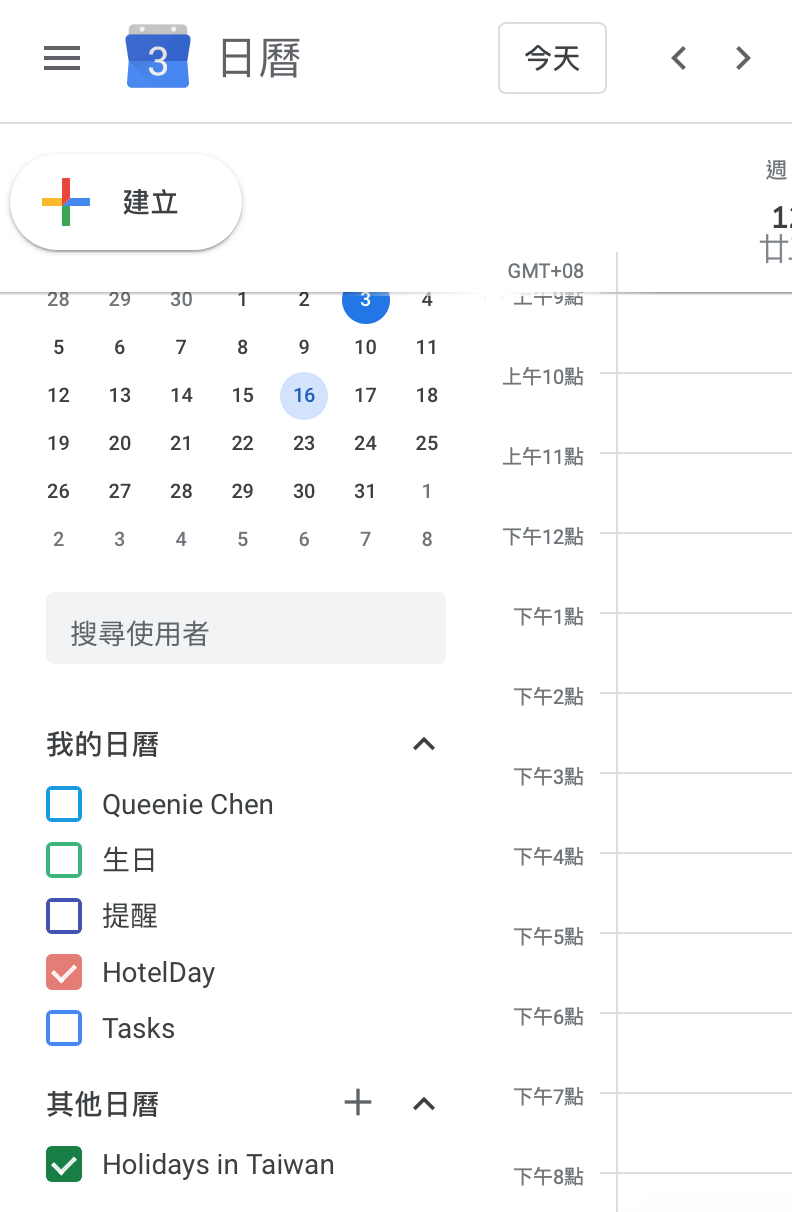 3 日曆 今天
建立
週
GMT+08
28 29 30 1 2 3 4
上午9點
5 6 7 8 9 10 11
上午10點
12 13 14 15 16 17 18
19 20 21 22 23 24 25
上午11點
26 27 28 29 30 31 1
2 3 4 5 6 7 8
下午12點
搜尋使用者
下午1點
下午2點
我的日曆
下午3點
Queenie Chen
生日
下午4點
提醒
下午5點
HotelDay
Tasks
下午6點
其他日曆
下午7點
Holidays in Taiwan
下午8點